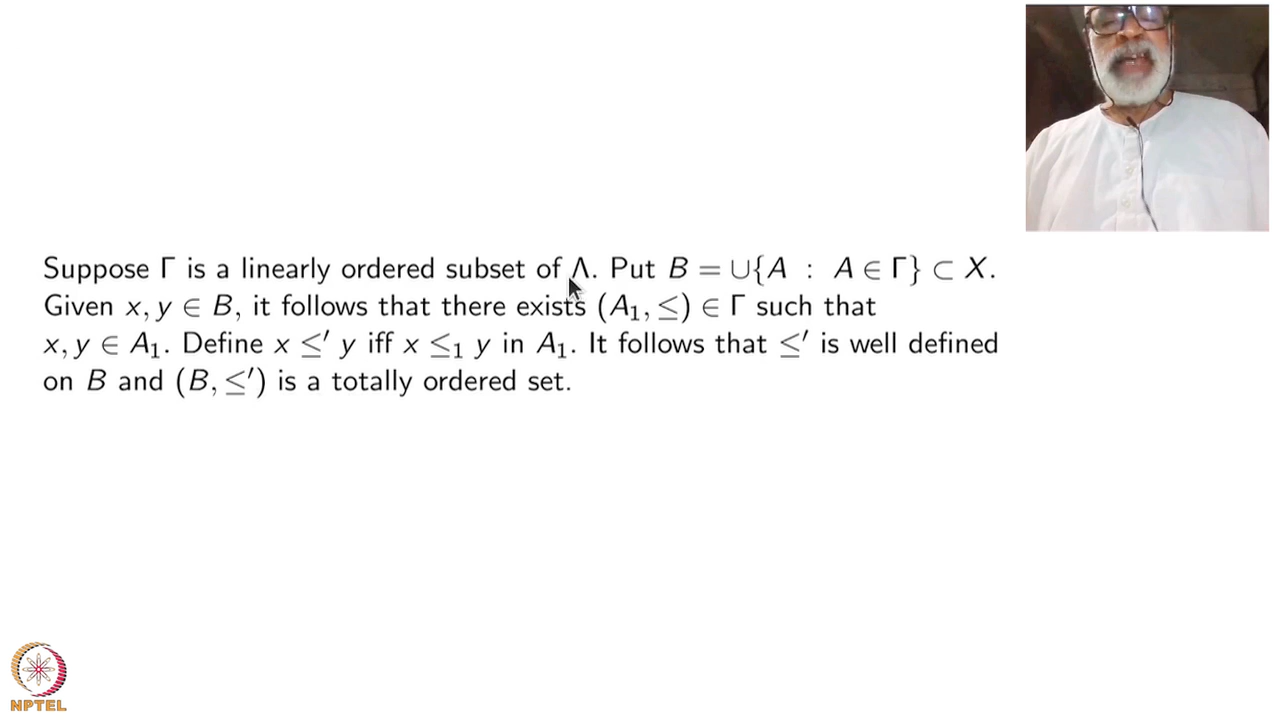 Suppose Γ is a linearly ordered subset of Λ. Put B = ∪{A : A ∈ Γ} ⊂ X.
Given x, y ∈ B, it follows that there exists (A₁, ≤) ∈ Γ such that
x, y ∈ A₁. Define x ≤′ y iff x ≤₁ y in A₁. It follows that ≤′ is well defined
on B and (B, ≤′) is a totally ordered set.
NPTEL